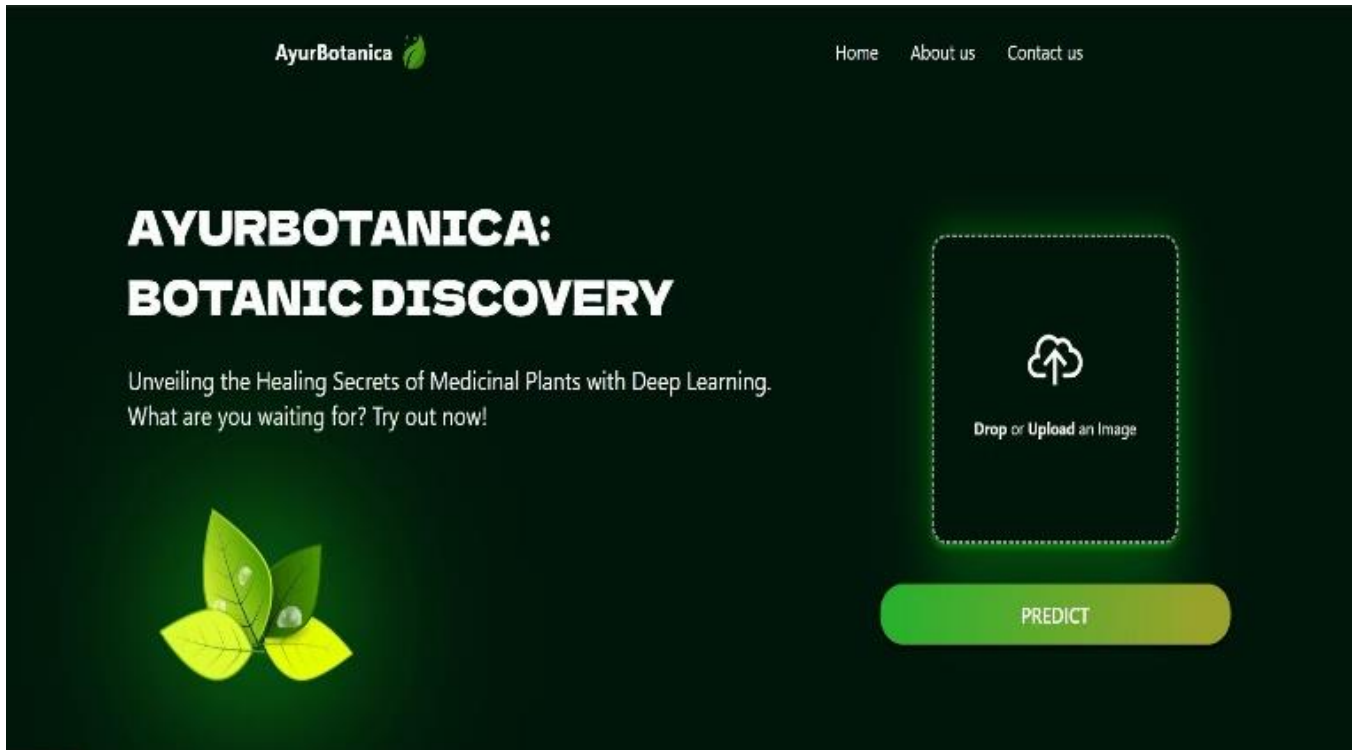 AyurBotanica
Home About us Contact us
AYURBOTANICA:
BOTANIC DISCOVERY
Unveiling the Healing Secrets of Medicinal Plants with Deep Learning.
What are you waiting for? Try out now!
Drop or Upload an Image
PREDICT